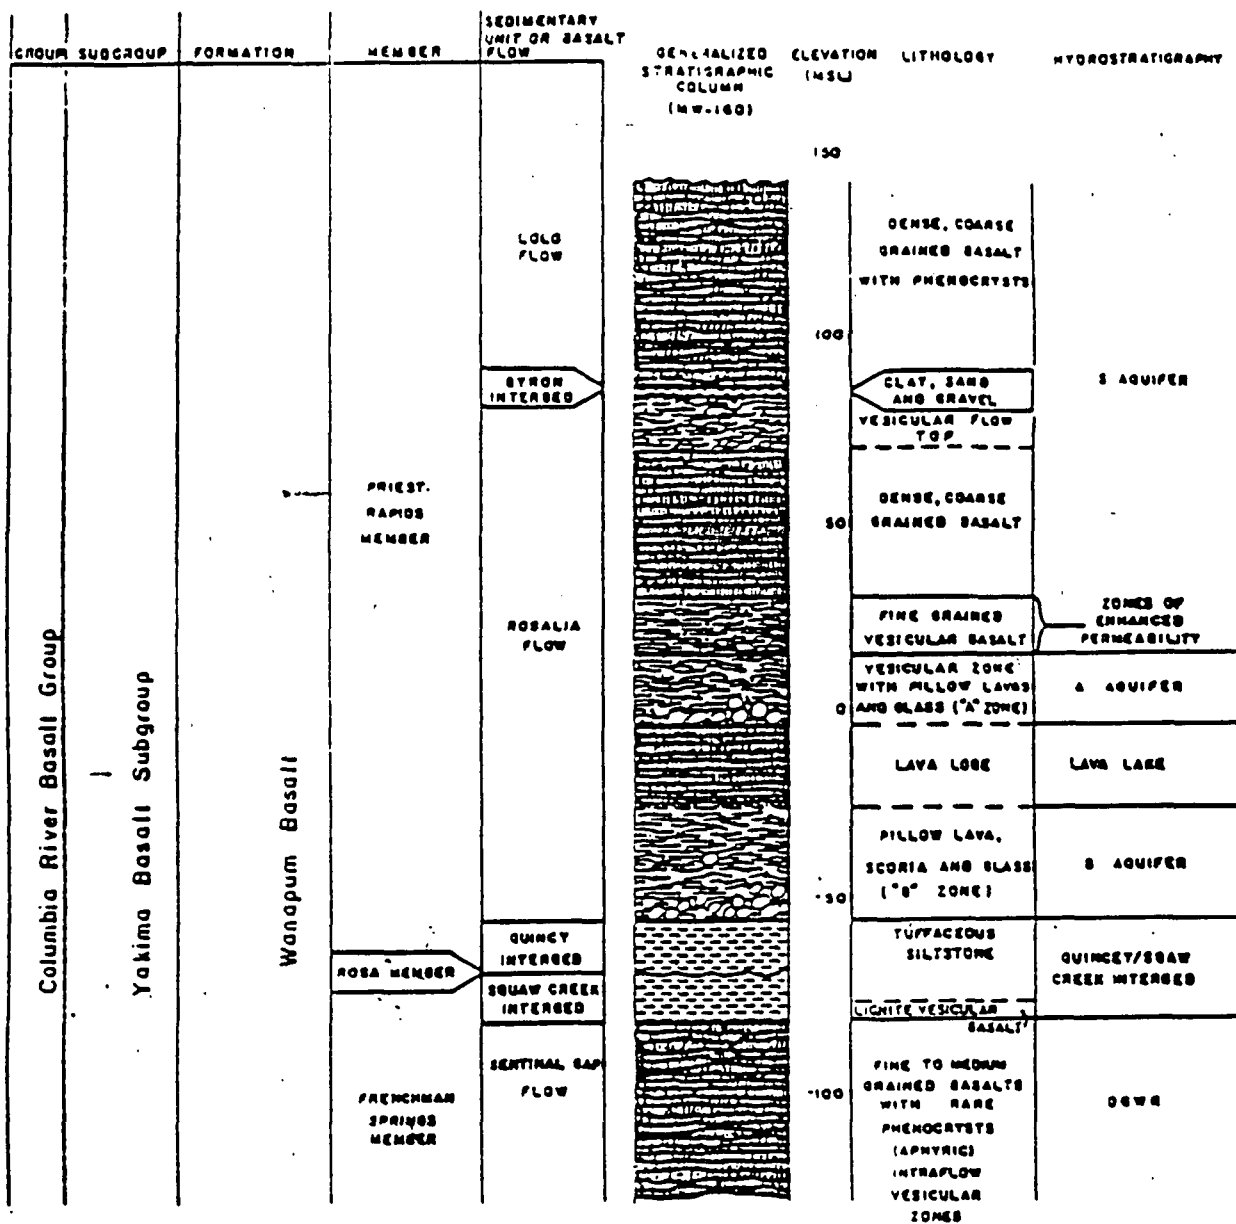 GROUP SUBGROUP FORMATION MEMBER
SEDIMENTARY
UNIT OR BASALT
FLOW
GENERALIZED
STRATIGRAPHIC
COLUMN
(MW-160)
ELEVATION
(MSL)
LITHOLOGY
HYDROSTRATIGRAPHY
Columbia River Basalt Group
Yakima Basalt Subgroup
Wanapum Basalt
PRIEST-
RAPIDS
MEMBER
ROSA MEMBER
FRENCHMAN
SPRINGS
MEMBER
LOLO
FLOW
BYRON
INTERBED
ROSALIA
FLOW
QUINCY
INTERBED
SQUAW CREEK
INTERBED
SENTINAL GAP
FLOW
150
100
50
0
-50
-100
DENSE, COARSE
GRAINED BASALT
WITH PHENOCRYSTS
CLAY, SAND
AND GRAVEL
VESICULAR FLOW
TOP
DENSE, COARSE
GRAINED BASALT
FINE GRAINED
VESICULAR BASALT
VESICULAR ZONE
WITH PILLOW LAVAS
AND GLASS ("A" ZONE)
LAVA LOBE
PILLOW LAVA,
SCORIA AND GLASS
("B" ZONE)
TUFFACEOUS
SILTSTONE
LIGNITE VESICULAR
BASALT
FINE TO MEDIUM
GRAINED BASALTS
WITH RARE
PHENOCRYSTS
(APHYRIC)
INTRAFLOW
VESICULAR
ZONES
S AQUIFER
ZONES OF
ENHANCED
PERMEABILITY
A AQUIFER
LAVA LAKE
B AQUIFER
QUINCEY/SQAW
CREEK INTERBED
DGWR